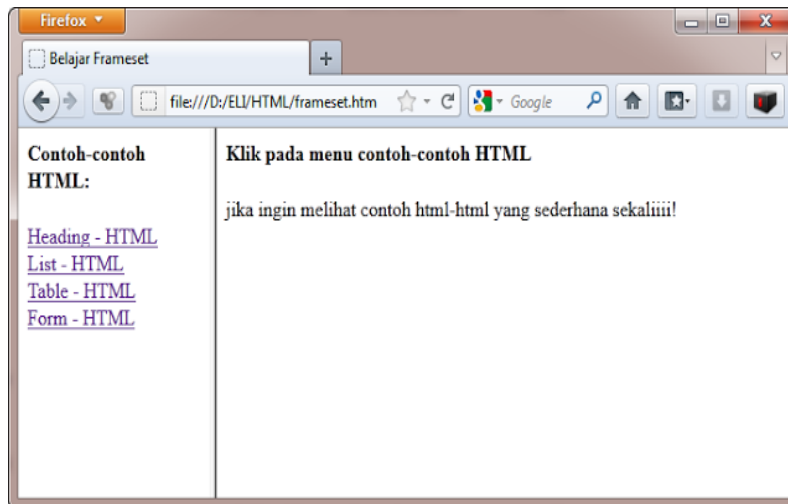 Firefox
Belajar Frameset
file:///D:/ELI/HTML/frameset.htm
Google
Contoh-contoh
HTML:
Heading - HTML
List - HTML
Table - HTML
Form - HTML
Klik pada menu contoh-contoh HTML
jika ingin melihat contoh html-html yang sederhana sekaliiii!